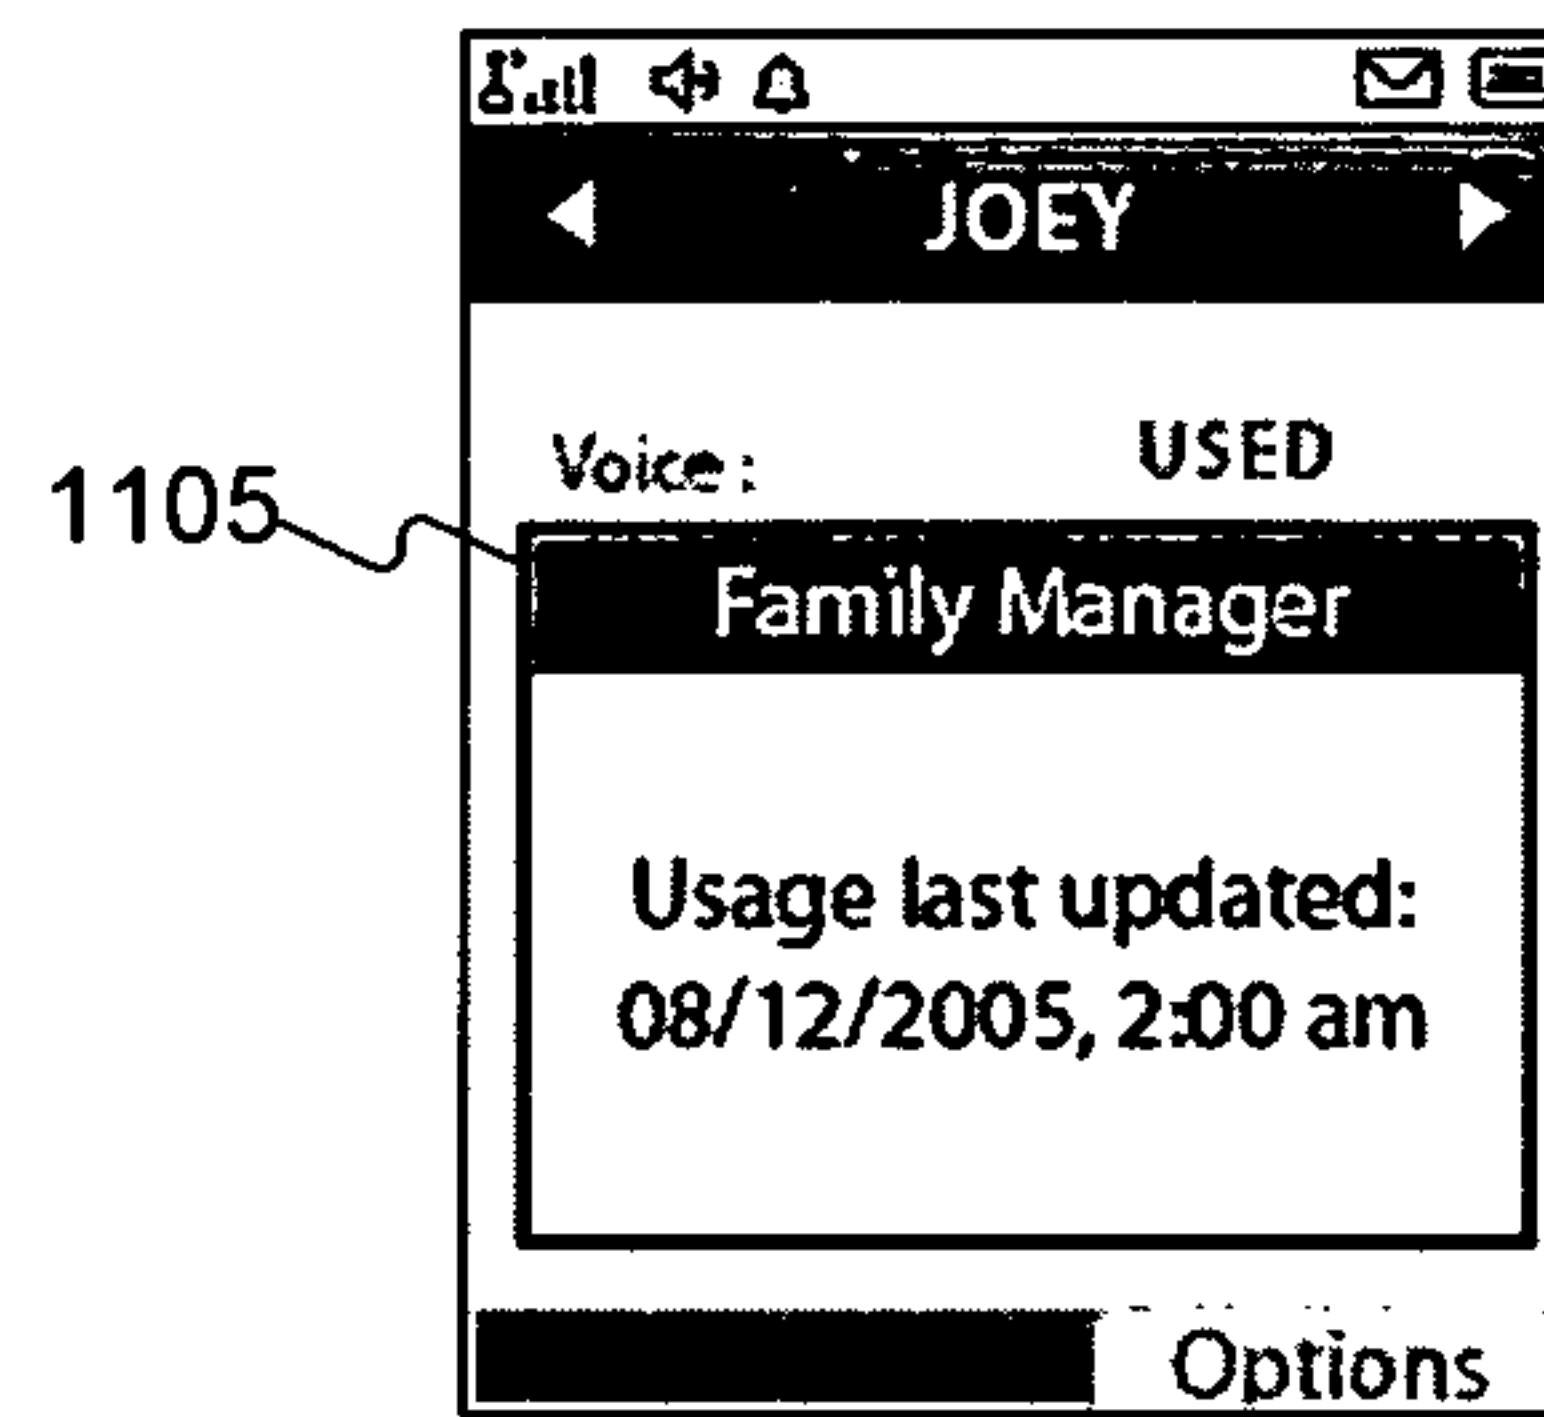 JOEY
Voice : USED
1105
Family Manager
Usage last updated:
08/12/2005, 2:00 am
Options